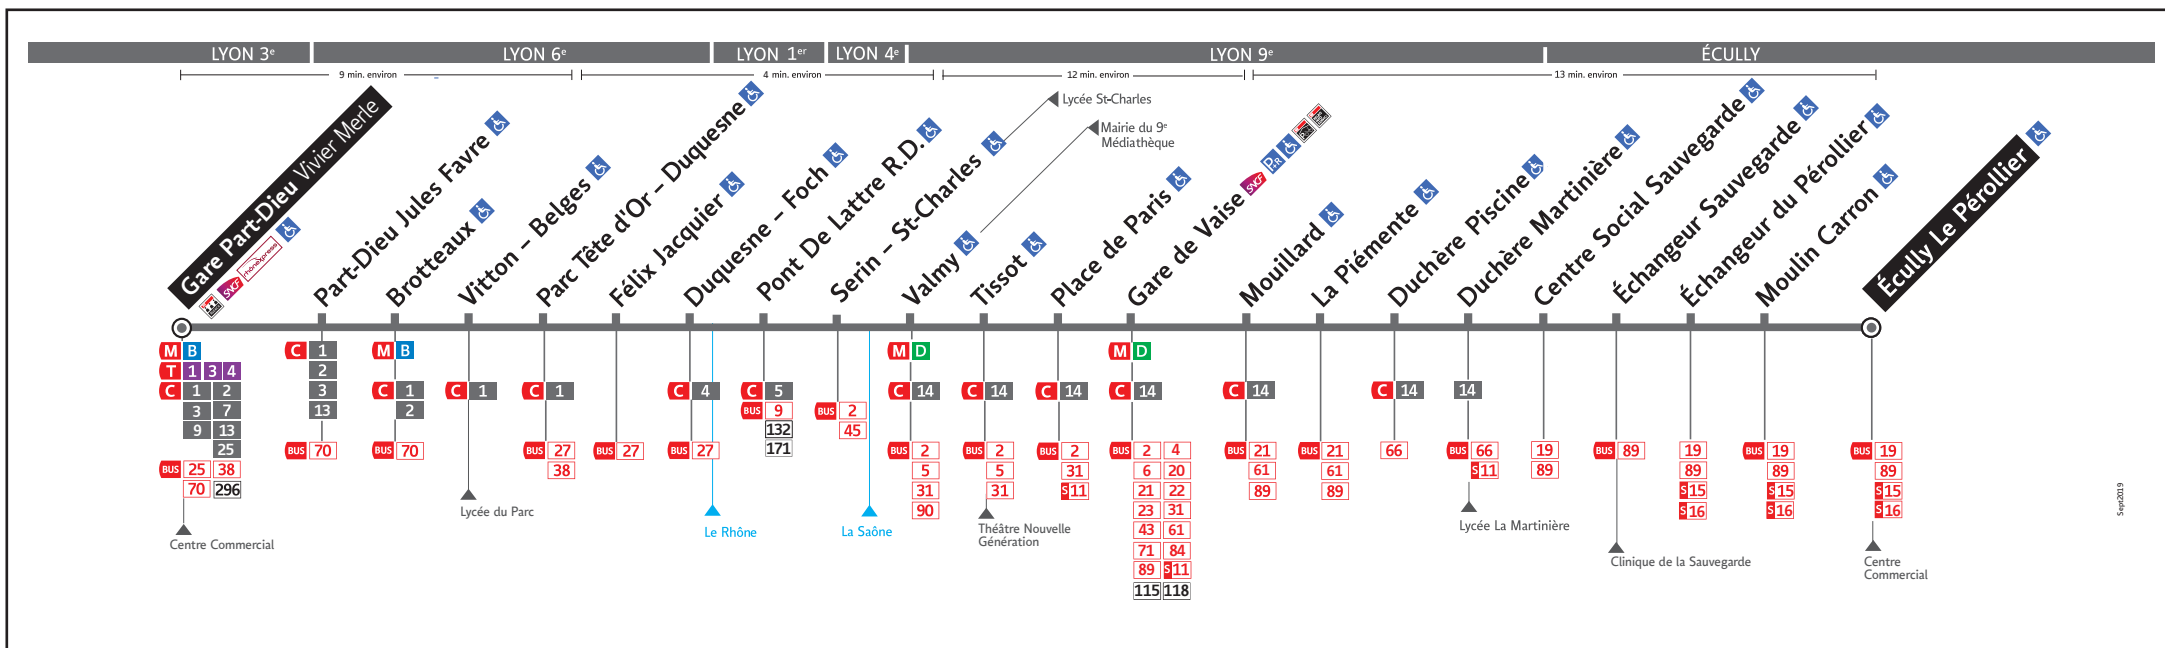 LYON 3e
LYON 6e
LYON 1er
LYON 4e
LYON 9e
ÉCULLY
9 min. environ
4 min. environ
12 min. environ
13 min. environ
Lycée St-Charles
Mairie du 9e
Médiathèque
Gare Part-Dieu Vivier Merle
SNCF
rhônexpress
Part-Dieu Jules Favre
Brotteaux
Vitton – Belges
Parc Tête d'Or – Duquesne
Félix Jacquier
Duquesne – Foch
Pont De Lattre R.D.
Serin – St-Charles
Valmy
Tissot
Place de Paris
Gare de Vaise
SNCF
P+R
Mouillard
La Piémente
Duchère Piscine
Duchère Martinière
Centre Social Sauvegarde
Échangeur Sauvegarde
Échangeur du Pérollier
Moulin Carron
Écully Le Pérollier
M B
T 1 3 4
C 1 2
3 7
9 13
25
BUS 25 38
70 296
Centre Commercial
C 1
2
3
13
BUS 70
M B
C 1
2
BUS 70
C 1
Lycée du Parc
C 1
BUS 27
38
BUS 27
C 4
BUS 27
Le Rhône
C 5
BUS 9
132
171
BUS 2
45
La Saône
M D
C 14
BUS 2
5
31
90
C 14
BUS 2
5
31
Théâtre Nouvelle
Génération
C 14
BUS 2
31
S11
M D
C 14
BUS 2 4
6 20
21 22
23 31
43 61
71 84
89 S11
115 118
C 14
BUS 21
61
89
BUS 21
61
89
C 14
66
14
BUS 66
S11
Lycée La Martinière
19
89
BUS 89
Clinique de la Sauvegarde
19
89
S15
S16
BUS 19
89
S15
S16
BUS 19
89
S15
S16
Centre
Commercial
Sept2019